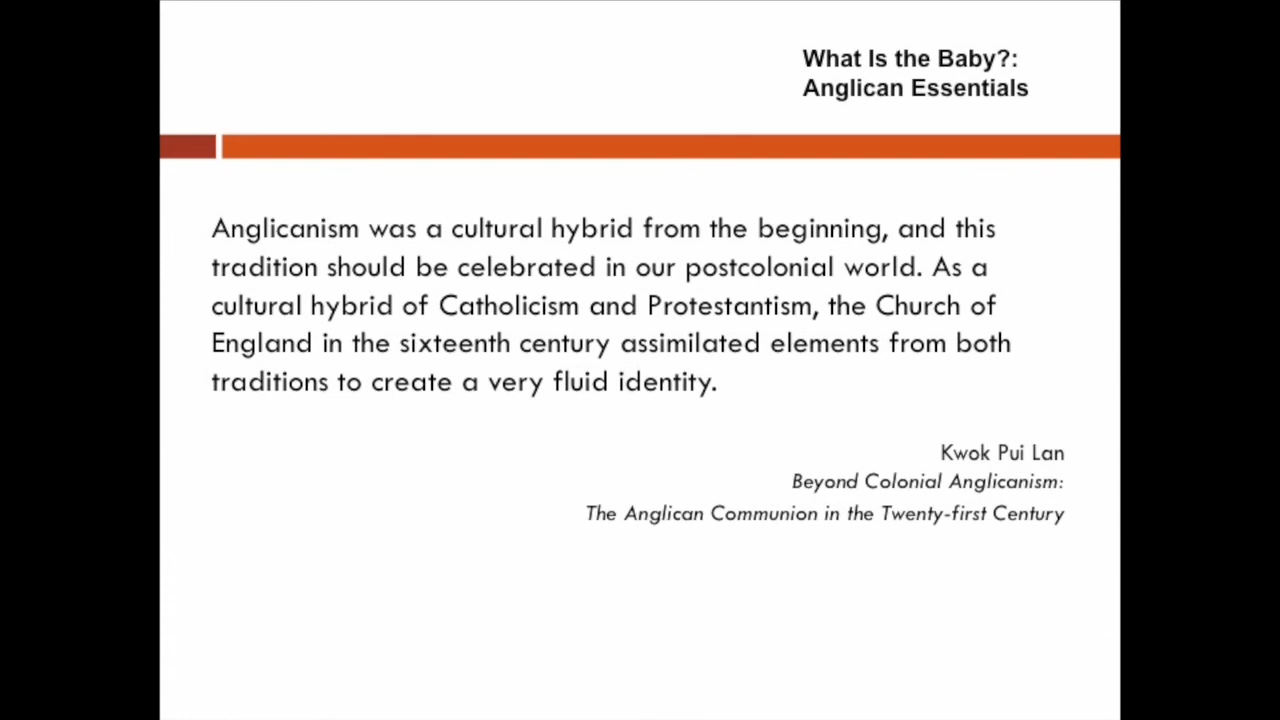 What Is the Baby?:
Anglican Essentials
Anglicanism was a cultural hybrid from the beginning, and this
tradition should be celebrated in our postcolonial world. As a
cultural hybrid of Catholicism and Protestantism, the Church of
England in the sixteenth century assimilated elements from both
traditions to create a very fluid identity.
Kwok Pui Lan
Beyond Colonial Anglicanism:
The Anglican Communion in the Twenty-first Century